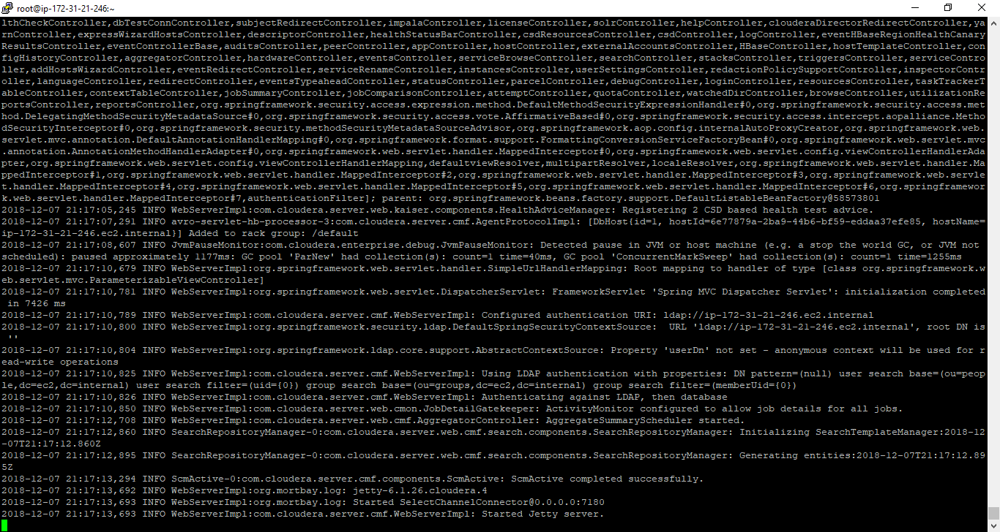 root@ip-172-31-21-246:~
lthCheckController,dbTestConnController,subjectRedirectController,impalaController,licenseController,solrController,helpController,clouderaDirectorRedirectController,ya
rnController,expressWizardHostsController,descriptorController,healthStatusBarController,csdResourcesController,csdController,logController,eventHBaseRegionHealthCanary
ResultsController,eventControllerBase,auditsController,peerController,appController,hostController,externalAccountsController,HBaseController,hostTemplateController,con
figHistoryController,aggregatorController,hardwareController,eventsController,serviceBrowseController,searchController,stacksController,triggersController,serviceContro
ller,addHostsWizardController,eventRedirectController,serviceRenameController,instancesController,userSettingsController,redactionPolicySupportController,inspectorContr
oller,languageController,redirectController,eventsTypeaheadController,statusController,parcelController,debugController,loginController,resourcesController,taskTrackerT
ableController,contextTableController,jobSummaryController,jobComparisonController,attemptController,quotaController,watchedDirController,browseController,utilizationRe
portsController,reportsController,org.springframework.security.access.expression.method.DefaultMethodSecurityExpressionHandler#0,org.springframework.security.access.met
hod.DelegatingMethodSecurityMetadataSource#0,org.springframework.security.access.vote.AffirmativeBased#0,org.springframework.security.access.intercept.aopalliance.Metho
dSecurityInterceptor#0,org.springframework.security.methodSecurityMetadataSourceAdvisor,org.springframework.aop.config.internalAutoProxyCreator,org.springframework.web.
servlet.mvc.annotation.DefaultAnnotationHandlerMapping#0,org.springframework.format.support.FormattingConversionServiceFactoryBean#0,org.springframework.web.servlet.mvc
.annotation.AnnotationMethodHandlerAdapter#0,org.springframework.web.servlet.handler.MappedInterceptor#0,org.springframework.web.servlet.config.viewControllerHandlerAda
pter,org.springframework.web.servlet.config.viewControllerHandlerMapping,defaultviewResolver,multipartResolver,localeResolver,org.springframework.web.servlet.handler.Ma
ppedInterceptor#1,org.springframework.web.servlet.handler.MappedInterceptor#2,org.springframework.web.servlet.handler.MappedInterceptor#3,org.springframework.web.servle
t.handler.MappedInterceptor#4,org.springframework.web.servlet.handler.MappedInterceptor#5,org.springframework.web.servlet.handler.MappedInterceptor#6,org.springframewor
k.web.servlet.handler.MappedInterceptor#7,authenticationFilter]; parent: org.springframework.beans.factory.support.DefaultListableBeanFactory@58573801
2018-12-07 21:17:05,245 INFO WebServerImpl:com.cloudera.server.web.kaiser.components.HealthAdviceManager: Registering 2 CSD based health test advice.
2018-12-07 21:17:07,291 INFO avro-servlet-hb-processor-3:com.cloudera.server.cmf.AgentProtocolImpl: [DbHost{id=1, hostId=6e77879a-2ba9-44b6-bf59-eddaa37efe85, hostName=
ip-172-31-21-246.ec2.internal}] Added to rack group: /default
2018-12-07 21:17:08,607 INFO JvmPauseMonitor:com.cloudera.enterprise.debug.JvmPauseMonitor: Detected pause in JVM or host machine (e.g. a stop the world GC, or JVM not
scheduled): paused approximately 1177ms: GC pool 'ParNew' had collection(s): count=1 time=40ms, GC pool 'ConcurrentMarkSweep' had collection(s): count=1 time=1255ms
2018-12-07 21:17:10,679 INFO WebServerImpl:org.springframework.web.servlet.handler.SimpleUrlHandlerMapping: Root mapping to handler of type [class org.springframework.w
eb.servlet.mvc.ParameterizableViewController]
2018-12-07 21:17:10,781 INFO WebServerImpl:org.springframework.web.servlet.DispatcherServlet: FrameworkServlet 'Spring MVC Dispatcher Servlet': initialization completed
 in 7426 ms
2018-12-07 21:17:10,789 INFO WebServerImpl:com.cloudera.server.cmf.WebServerImpl: Configured authentication URI: ldap://ip-172-31-21-246.ec2.internal
2018-12-07 21:17:10,800 INFO WebServerImpl:org.springframework.security.ldap.DefaultSpringSecurityContextSource:  URL 'ldap://ip-172-31-21-246.ec2.internal', root DN is
 ''
2018-12-07 21:17:10,804 INFO WebServerImpl:org.springframework.ldap.core.support.AbstractContextSource: Property 'userDn' not set - anonymous context will be used for r
ead-write operations
2018-12-07 21:17:10,825 INFO WebServerImpl:com.cloudera.server.cmf.WebServerImpl: Using LDAP authentication with properties: DN pattern=(null) user search base=(ou=peop
le,dc=ec2,dc=internal) user search filter=(uid={0}) group search base=(ou=groups,dc=ec2,dc=internal) group search filter=(memberUid={0})
2018-12-07 21:17:10,826 INFO WebServerImpl:com.cloudera.server.cmf.WebServerImpl: Authenticating against LDAP, then database
2018-12-07 21:17:10,850 INFO WebServerImpl:com.cloudera.server.web.cmon.JobDetailGatekeeper: ActivityMonitor configured to allow job details for all jobs.
2018-12-07 21:17:12,708 INFO WebServerImpl:com.cloudera.server.web.cmf.AggregatorController: AggregateSummaryScheduler started.
2018-12-07 21:17:12,860 INFO SearchRepositoryManager-0:com.cloudera.server.web.cmf.search.components.SearchRepositoryManager: Initializing SearchTemplateManager:2018-12
-07T21:17:12.860Z
2018-12-07 21:17:12,895 INFO SearchRepositoryManager-0:com.cloudera.server.web.cmf.search.components.SearchRepositoryManager: Generating entities:2018-12-07T21:17:12.89
5Z
2018-12-07 21:17:13,294 INFO ScmActive-0:com.cloudera.server.cmf.components.ScmActive: ScmActive completed successfully.
2018-12-07 21:17:13,692 INFO WebServerImpl:org.mortbay.log: jetty-6.1.26.cloudera.4
2018-12-07 21:17:13,693 INFO WebServerImpl:org.mortbay.log: Started SelectChannelConnector@0.0.0.0:7180
2018-12-07 21:17:13,693 INFO WebServerImpl:com.cloudera.server.cmf.WebServerImpl: Started Jetty server.